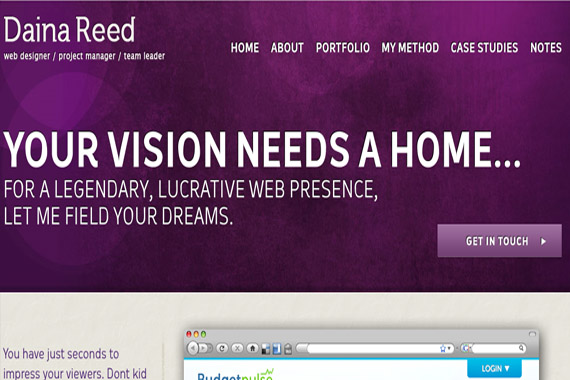 Daina Reed
web designer / project manager / team leader
HOME ABOUT PORTFOLIO MY METHOD CASE STUDIES NOTES
YOUR VISION NEEDS A HOME...
FOR A LEGENDARY, LUCRATIVE WEB PRESENCE,
LET ME FIELD YOUR DREAMS.
GET IN TOUCH
You have just seconds to
impress your viewers. Dont kid
LOGIN
Budgetpulse